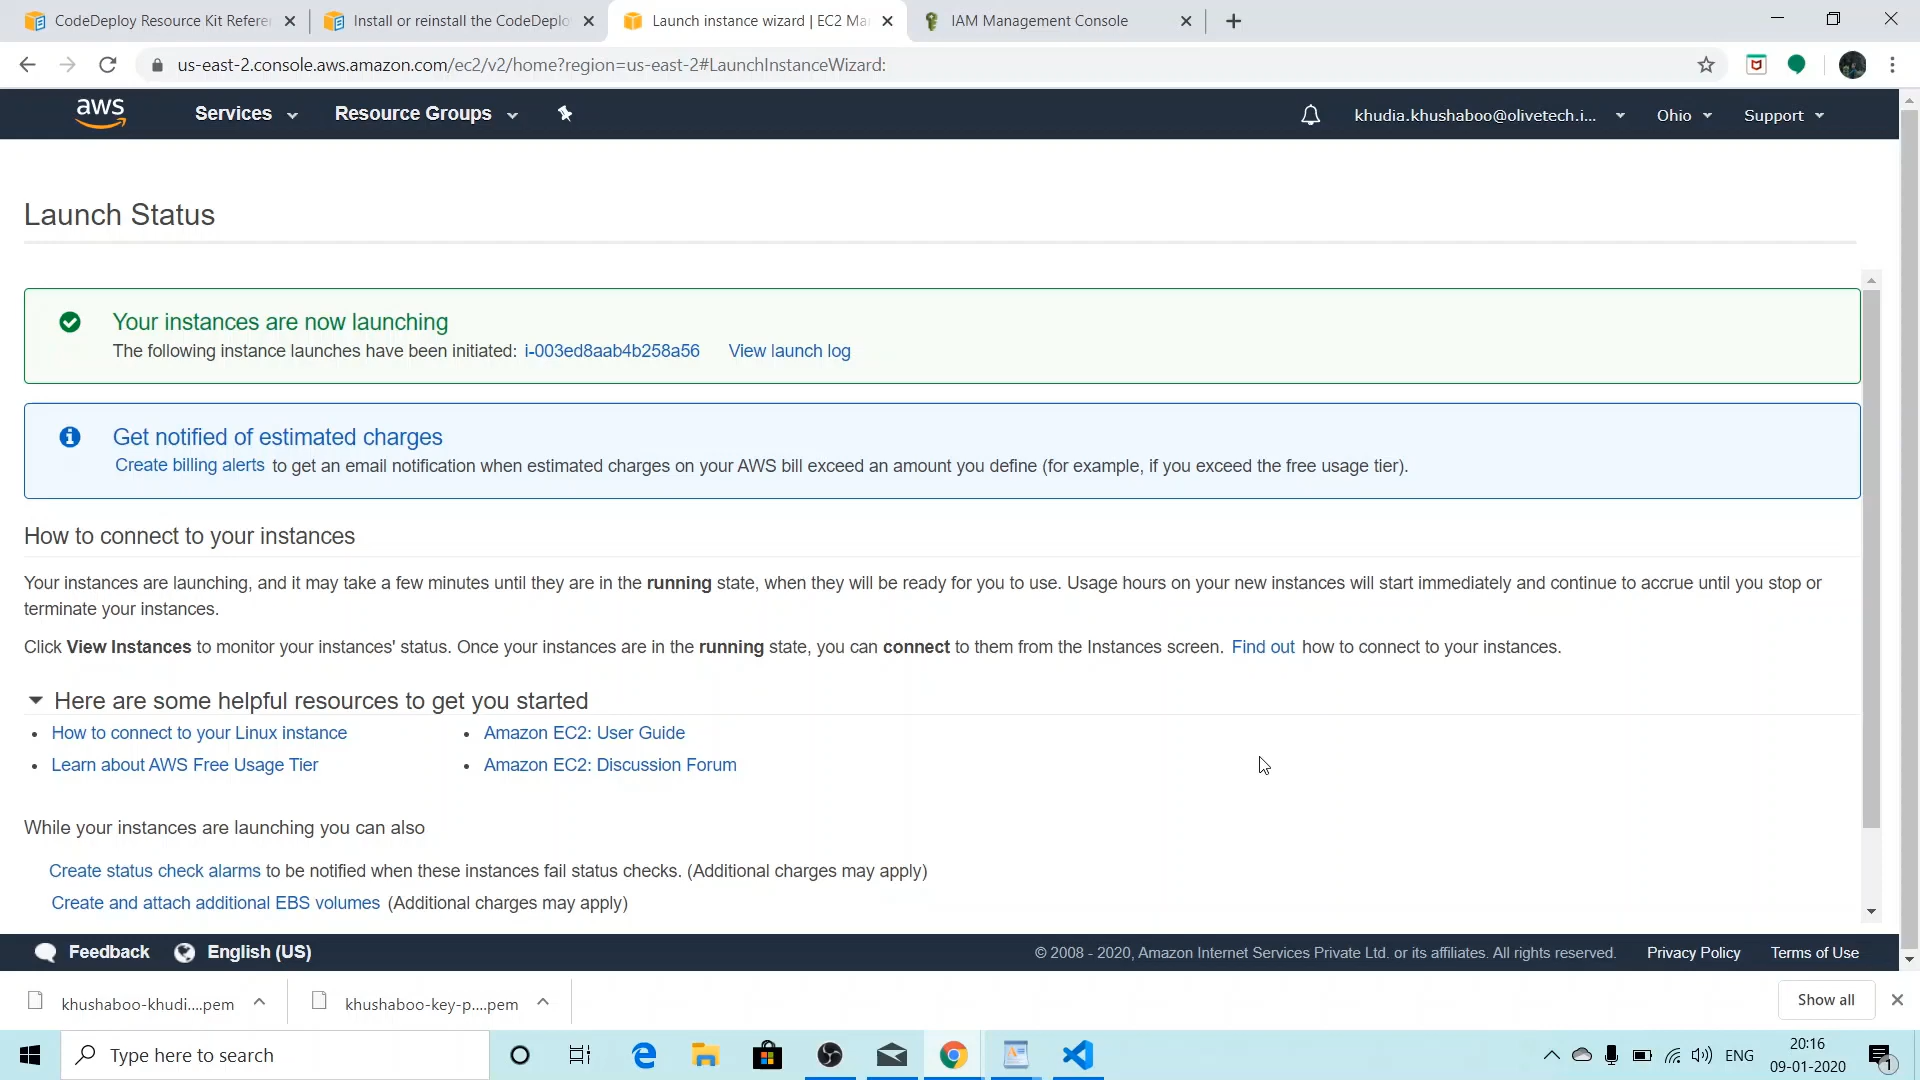 CodeDeploy Resource Kit Refere
Install or reinstall the CodeDeplo
Launch instance wizard | EC2 Ma
IAM Management Console
us-east-2.console.aws.amazon.com/ec2/v2/home?region=us-east-2#LaunchInstanceWizard:
aws
Services
Resource Groups
khudia.khushaboo@olivetech.i...
Ohio
Support
Launch Status
Your instances are now launching
The following instance launches have been initiated: i-003ed8aab4b258a56 View launch log
Get notified of estimated charges
Create billing alerts to get an email notification when estimated charges on your AWS bill exceed an amount you define (for example, if you exceed the free usage tier).
How to connect to your instances
Your instances are launching, and it may take a few minutes until they are in the running state, when they will be ready for you to use. Usage hours on your new instances will start immediately and continue to accrue until you stop or
terminate your instances.
Click View Instances to monitor your instances' status. Once your instances are in the running state, you can connect to them from the Instances screen. Find out how to connect to your instances.
Here are some helpful resources to get you started
• How to connect to your Linux instance
• Amazon EC2: User Guide
• Learn about AWS Free Usage Tier
• Amazon EC2: Discussion Forum
While your instances are launching you can also
Create status check alarms to be notified when these instances fail status checks. (Additional charges may apply)
Create and attach additional EBS volumes (Additional charges may apply)
Feedback
English (US)
© 2008 - 2020, Amazon Internet Services Private Ltd. or its affiliates. All rights reserved.
Privacy Policy
Terms of Use
khushaboo-khudi....pem
khushaboo-key-p....pem
Show all
Type here to search
ENG
20:16
09-01-2020
1